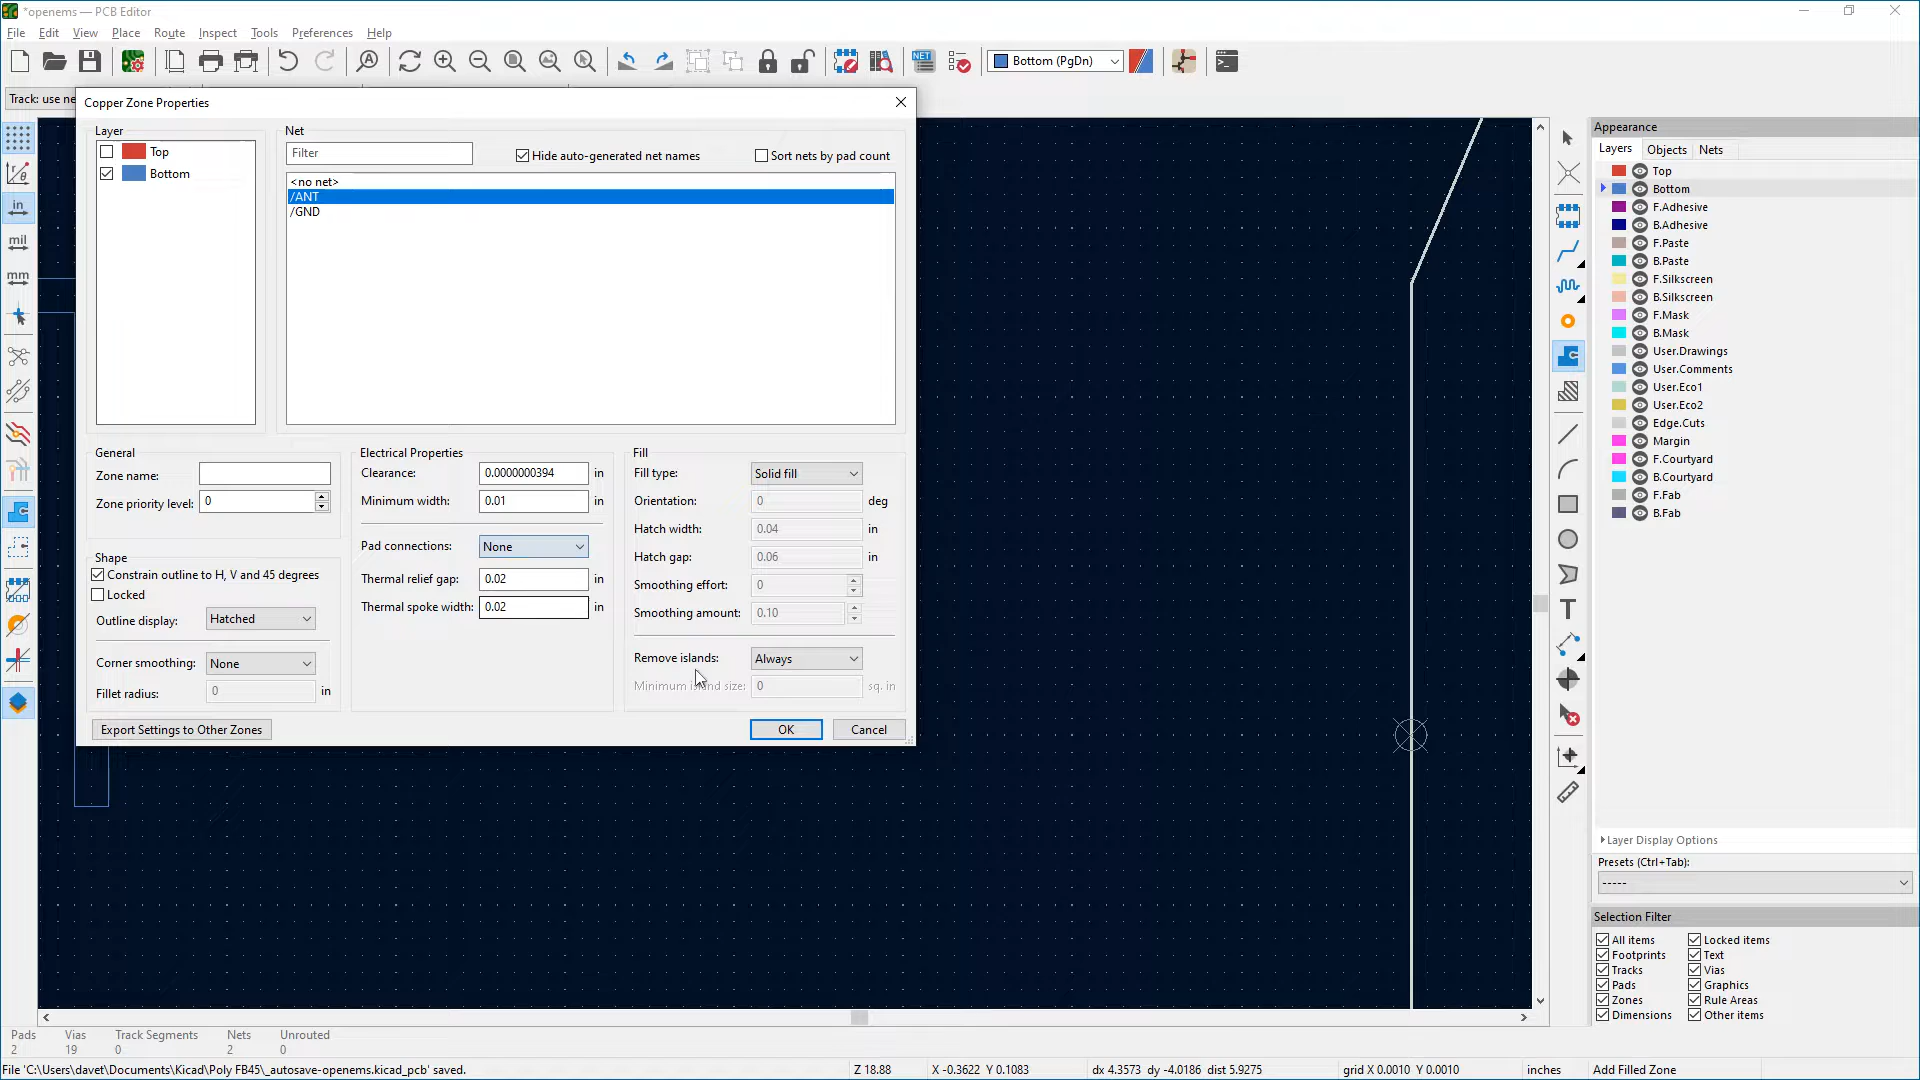 *openems — PCB Editor
File Edit View Place Route Inspect Tools Preferences Help
Bottom (PgDn)
Track: use ne
Copper Zone Properties
Layer
Top
Bottom
Net
Filter
Hide auto-generated net names
Sort nets by pad count
<no net>
/ANT
/GND
General
Zone name:
Zone priority level: 0
Shape
Constrain outline to H, V and 45 degrees
Locked
Outline display: Hatched
Corner smoothing: None
Fillet radius: 0 in
Electrical Properties
Clearance: 0.0000000394 in
Minimum width: 0.01 in
Pad connections: None
Thermal relief gap: 0.02 in
Thermal spoke width: 0.02 in
Fill
Fill type: Solid fill
Orientation: 0 deg
Hatch width: 0.04 in
Hatch gap: 0.06 in
Smoothing effort: 0
Smoothing amount: 0.10
Remove islands: Always
Minimum island size: 0 sq. in
Export Settings to Other Zones
OK
Cancel
in
mil
mm
NET
Appearance
Layers Objects Nets
Top
Bottom
F.Adhesive
B.Adhesive
F.Paste
B.Paste
F.Silkscreen
B.Silkscreen
F.Mask
B.Mask
User.Drawings
User.Comments
User.Eco1
User.Eco2
Edge.Cuts
Margin
F.Courtyard
B.Courtyard
F.Fab
B.Fab
Layer Display Options
Presets (Ctrl+Tab):
-----
Selection Filter
All items Locked items
Footprints Text
Tracks Vias
Pads Graphics
Zones Rule Areas
Dimensions Other items
Pads Vias Track Segments Nets Unrouted
2 19 0 2 0
File 'C:\Users\davet\Documents\Kicad\Poly FB45\_autosave-openems.kicad_pcb' saved.
Z 18.88
X -0.3622 Y 0.1083
dx 4.3573 dy -4.0186 dist 5.9275
grid X 0.0010 Y 0.0010
inches
Add Filled Zone